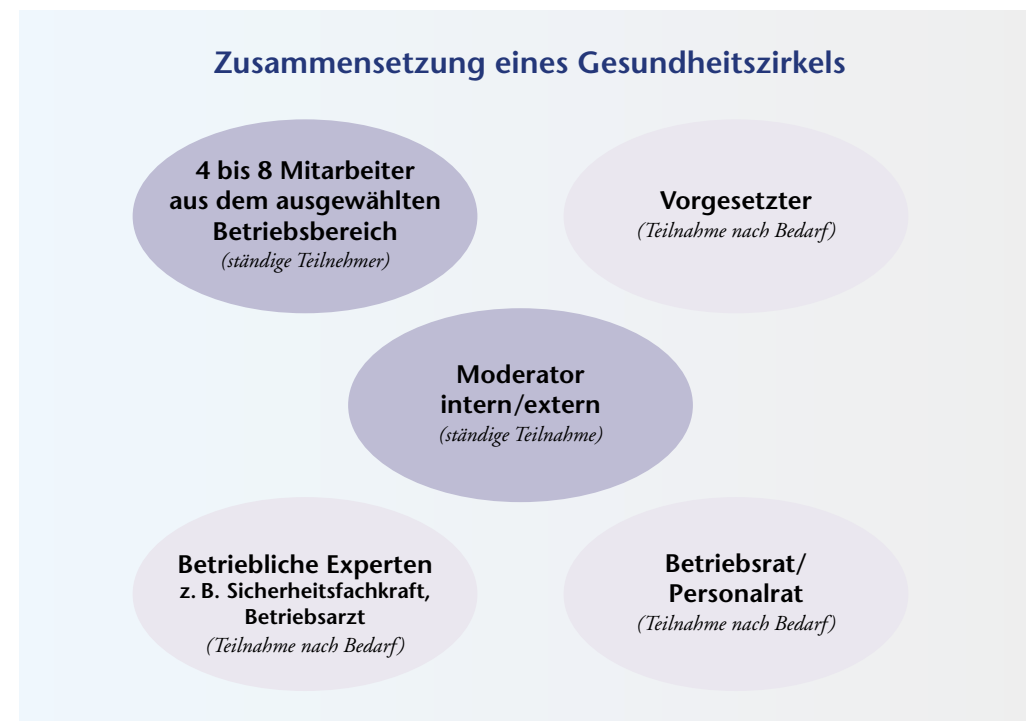 Zusammensetzung eines Gesundheitszirkels
4 bis 8 Mitarbeiter
aus dem ausgewählten
Betriebsbereich
(ständige Teilnehmer)
Vorgesetzter
(Teilnahme nach Bedarf)
Moderator
intern/extern
(ständige Teilnahme)
Betriebliche Experten
z. B. Sicherheitsfachkraft,
Betriebsarzt
(Teilnahme nach Bedarf)
Betriebsrat/
Personalrat
(Teilnahme nach Bedarf)